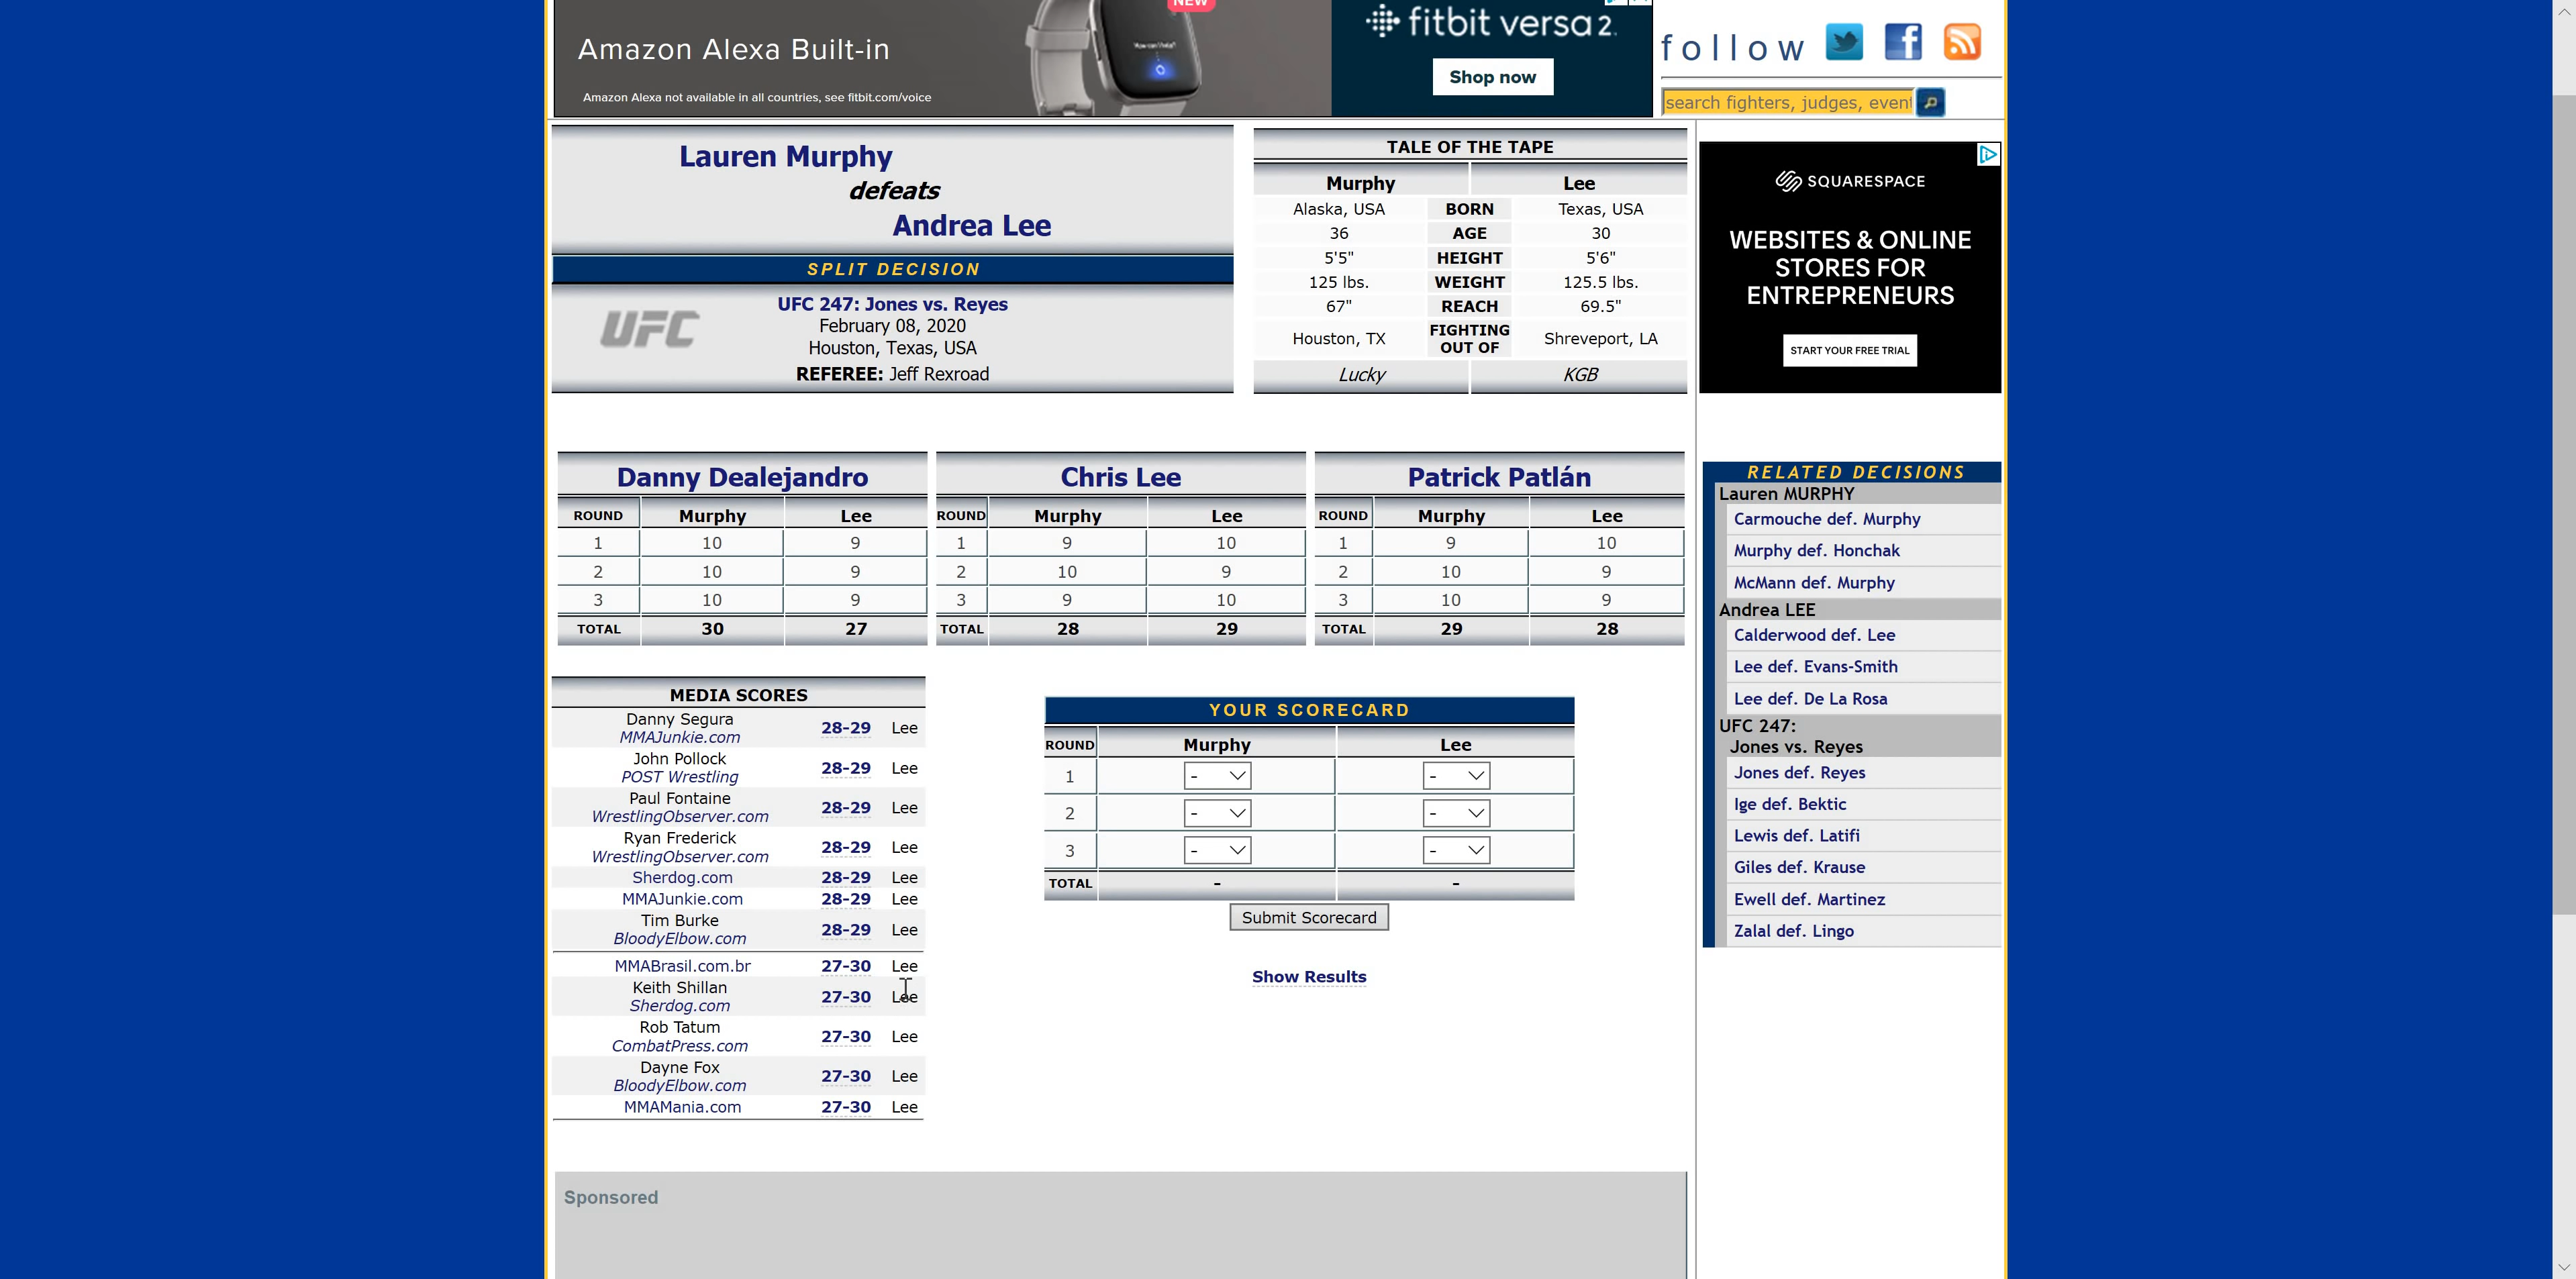 NEW
Amazon Alexa Built-in
Amazon Alexa not available in all countries, see fitbit.com/voice
fitbit versa 2.
Shop now
follow
search fighters, judges, event
Lauren Murphy
defeats
Andrea Lee
SPLIT DECISION
UFC
UFC 247: Jones vs. Reyes
February 08, 2020
Houston, Texas, USA
REFEREE: Jeff Rexroad
TALE OF THE TAPE
Murphy Lee
Alaska, USA BORN Texas, USA
36 AGE 30
5'5" HEIGHT 5'6"
125 lbs. WEIGHT 125.5 lbs.
67" REACH 69.5"
Houston, TX FIGHTING OUT OF Shreveport, LA
Lucky KGB
SQUARESPACE
WEBSITES & ONLINE
STORES FOR
ENTREPRENEURS
START YOUR FREE TRIAL
Danny Dealejandro
ROUND Murphy Lee
1 10 9
2 10 9
3 10 9
TOTAL 30 27
Chris Lee
ROUND Murphy Lee
1 9 10
2 10 9
3 9 10
TOTAL 28 29
Patrick Patlán
ROUND Murphy Lee
1 9 10
2 10 9
3 10 9
TOTAL 29 28
MEDIA SCORES
Danny Segura
MMAJunkie.com 28-29 Lee
John Pollock
POST Wrestling 28-29 Lee
Paul Fontaine
WrestlingObserver.com 28-29 Lee
Ryan Frederick
WrestlingObserver.com 28-29 Lee
Sherdog.com 28-29 Lee
MMAJunkie.com 28-29 Lee
Tim Burke
BloodyElbow.com 28-29 Lee
MMABrasil.com.br 27-30 Lee
Keith Shillan
Sherdog.com 27-30 Lee
Rob Tatum
CombatPress.com 27-30 Lee
Dayne Fox
BloodyElbow.com 27-30 Lee
MMAMania.com 27-30 Lee
YOUR SCORECARD
ROUND Murphy Lee
1 - -
2 - -
3 - -
TOTAL - -
Submit Scorecard
Show Results
RELATED DECISIONS
Lauren MURPHY
Carmouche def. Murphy
Murphy def. Honchak
McMann def. Murphy
Andrea LEE
Calderwood def. Lee
Lee def. Evans-Smith
Lee def. De La Rosa
UFC 247:
Jones vs. Reyes
Jones def. Reyes
Ige def. Bektic
Lewis def. Latifi
Giles def. Krause
Ewell def. Martinez
Zalal def. Lingo
Sponsored